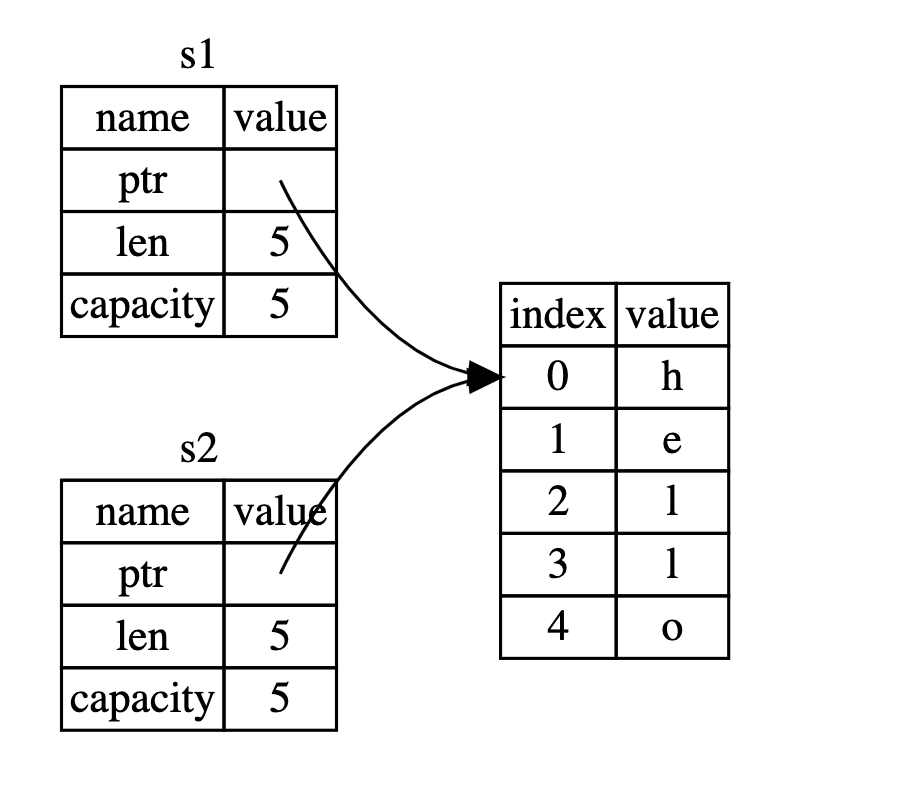 s1
name value
ptr
len 5
capacity 5
s2
name value
ptr
len 5
capacity 5
index value
0 h
1 e
2 l
3 l
4 o